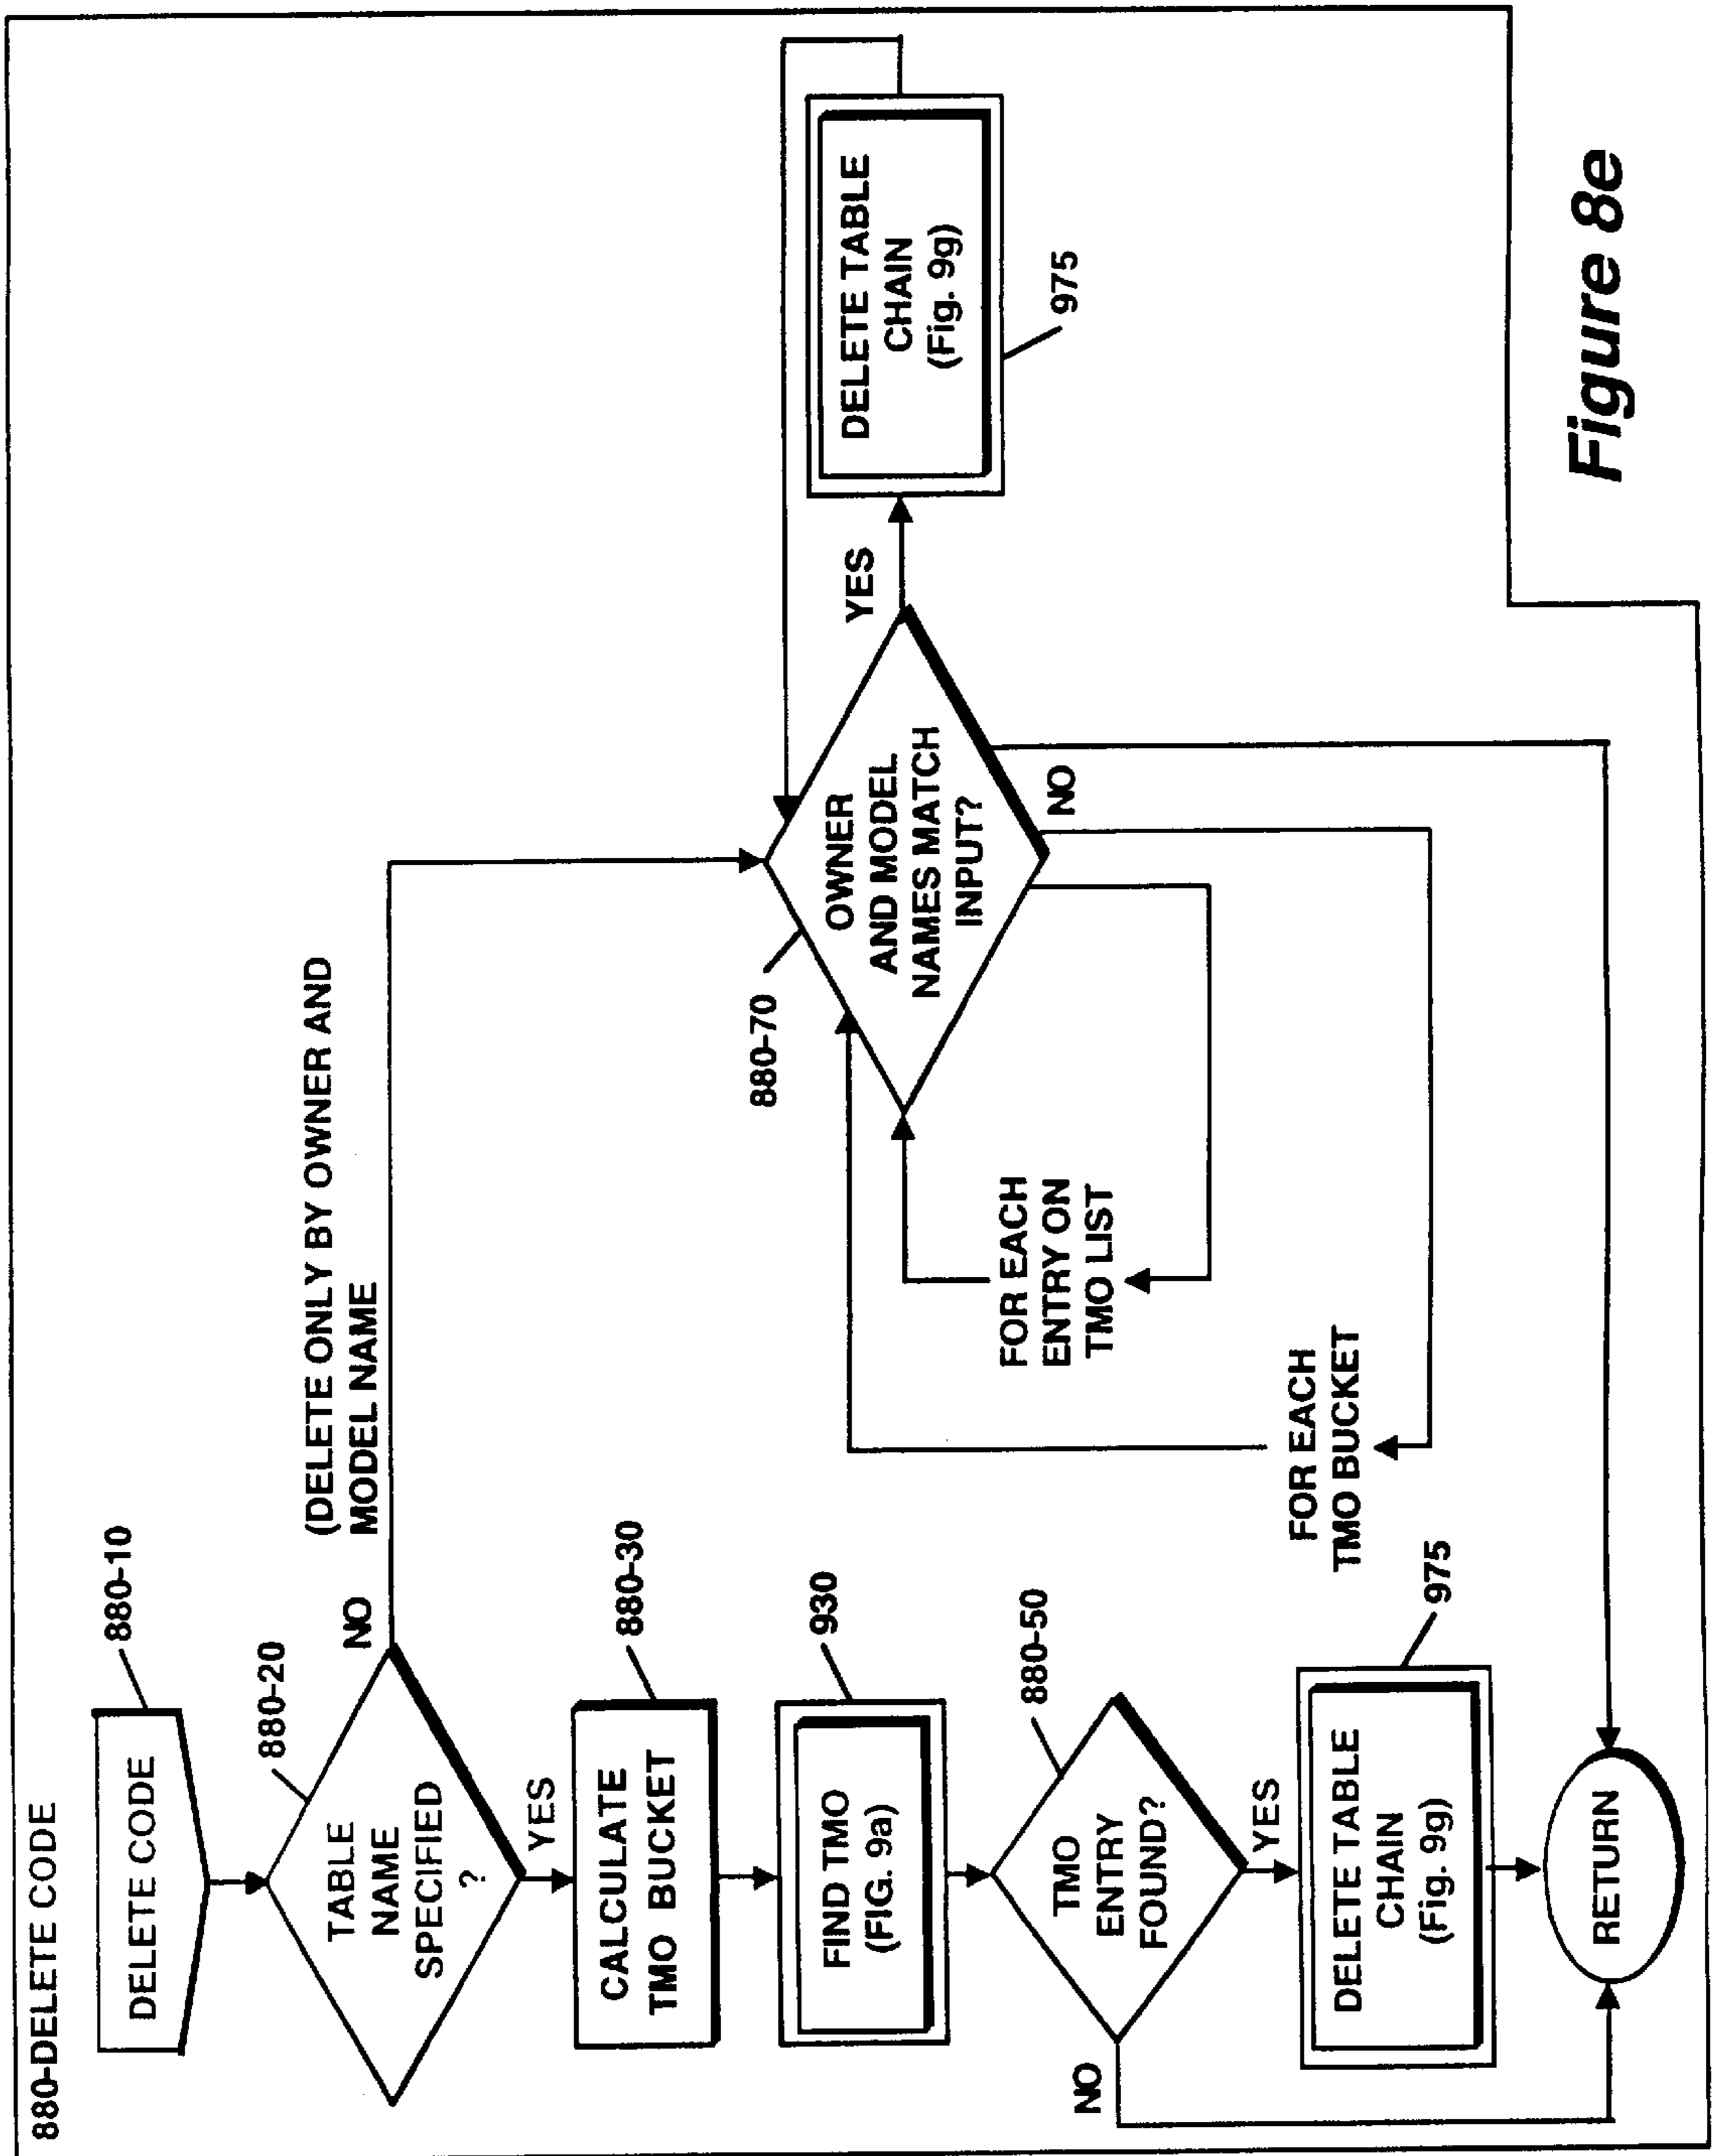 880-DELETE CODE
DELETE CODE
880-10
TABLE
NAME
SPECIFIED
?
880-20
NO
(DELETE ONLY BY OWNER AND
MODEL NAME
YES
CALCULATE
TMO BUCKET
880-30
FIND TMO
(FIG. 9a)
930
TMO
ENTRY
FOUND?
880-50
NO
YES
DELETE TABLE
CHAIN
(Fig. 9g)
975
RETURN
880-70
OWNER
AND MODEL
NAMES MATCH
INPUT?
YES
NO
DELETE TABLE
CHAIN
(Fig. 9g)
975
FOR EACH
ENTRY ON
TMO LIST
FOR EACH
TMO BUCKET
Figure 8e